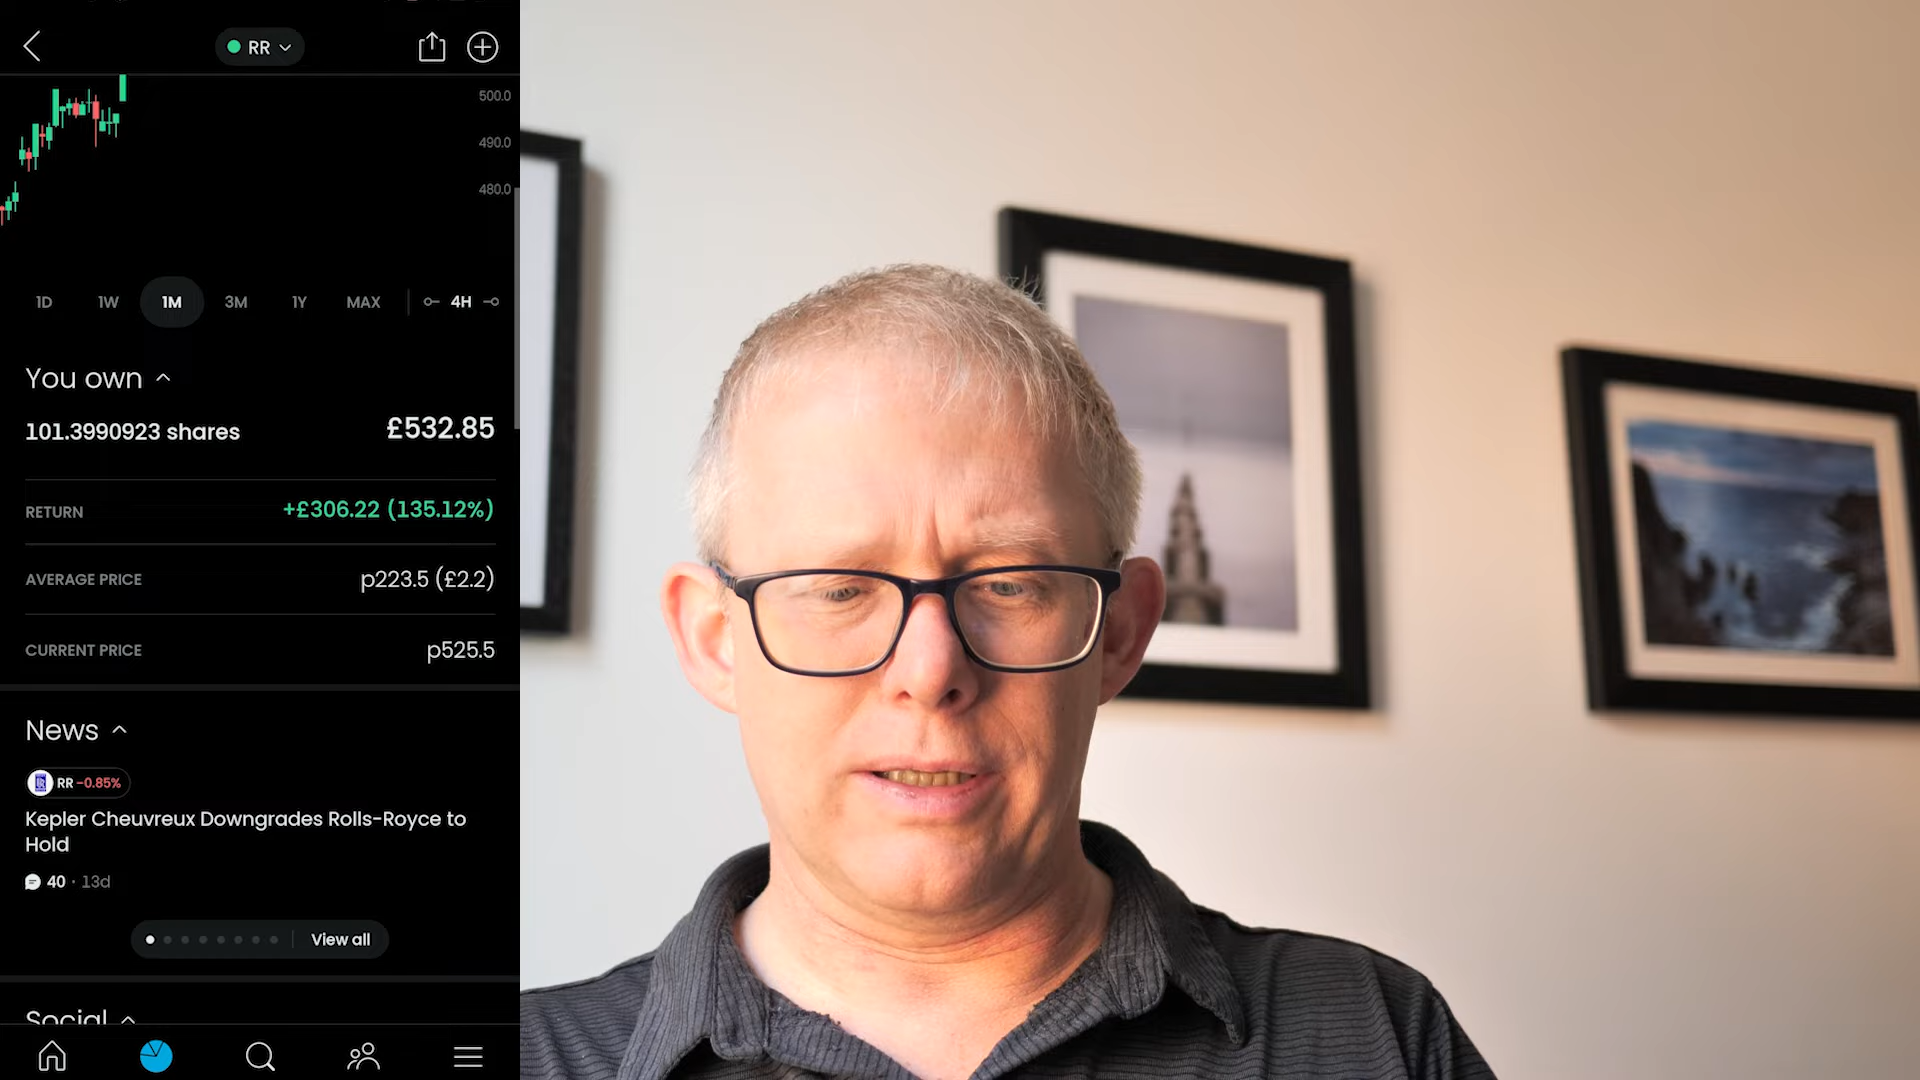 RR
500.0
490.0
480.0
1D 1W 1M 3M 1Y MAX 4H
You own
101.3990923 shares £532.85
RETURN +£306.22 (135.12%)
AVERAGE PRICE p223.5 (£2.2)
CURRENT PRICE p525.5
News
RR -0.85%
Kepler Cheuvreux Downgrades Rolls-Royce to
Hold
40 · 13d
View all
Social